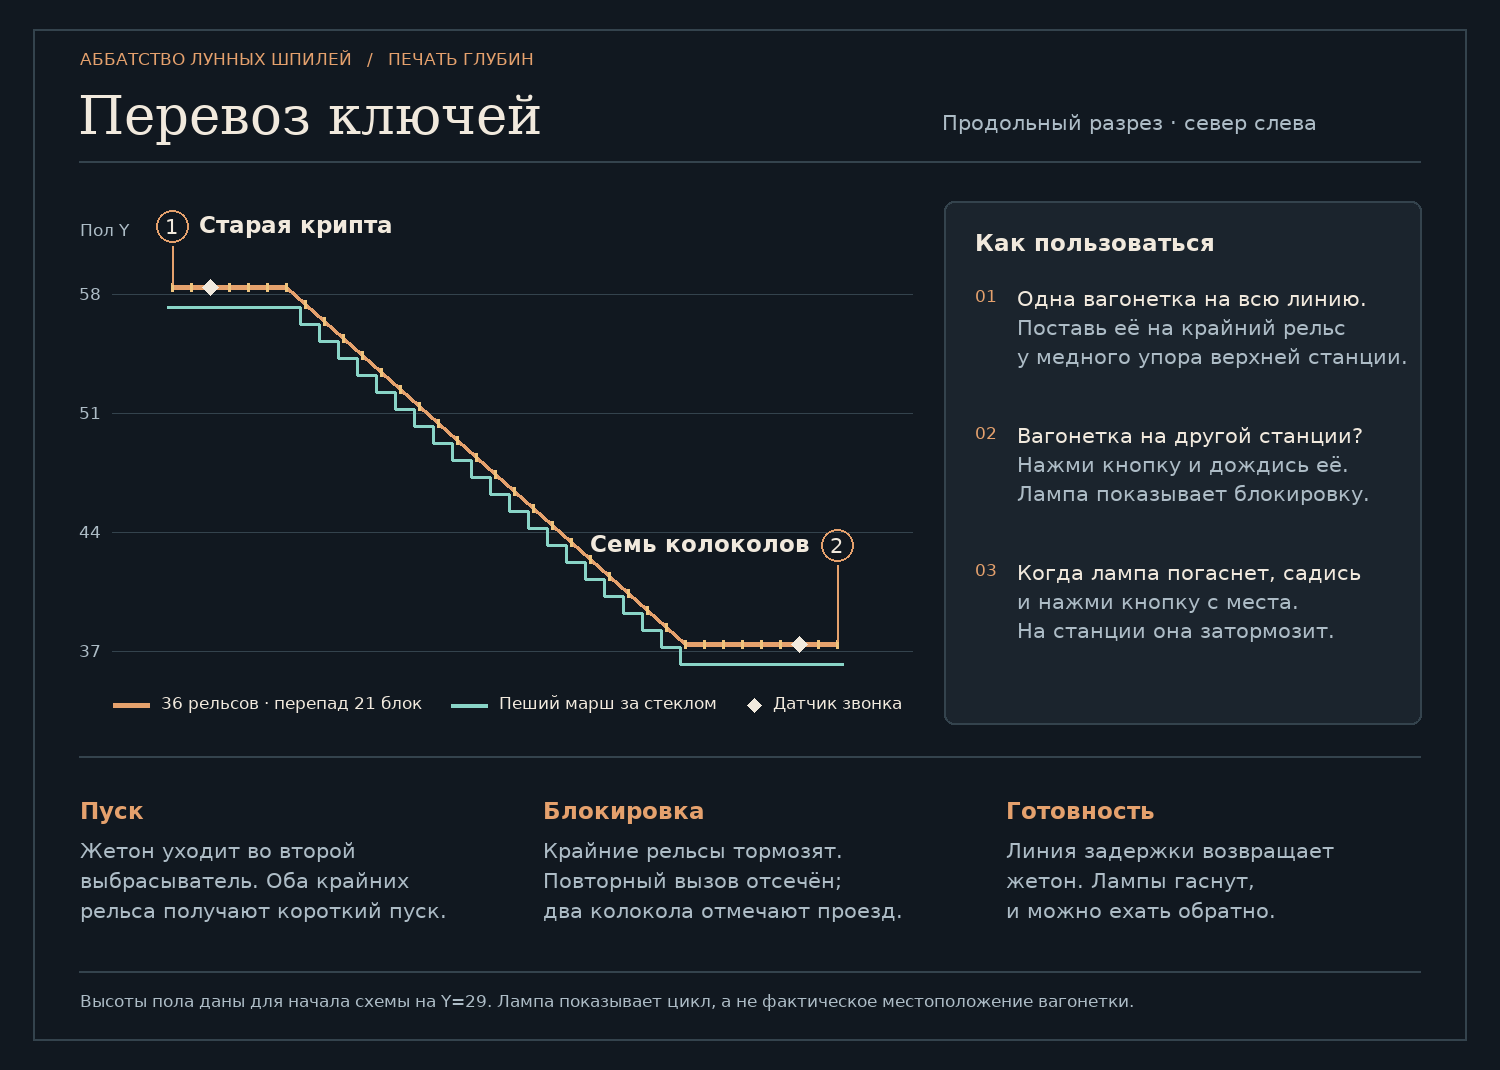 АББАТСТВО ЛУННЫХ ШПИЛЕЙ / ПЕЧАТЬ ГЛУБИН
Перевоз ключей
Продольный разрез · север слева
Пол Y
1 Старая крипта
58
51
44
37
Семь колоколов 2
36 рельсов · перепад 21 блок
Пеший марш за стеклом
Датчик звонка
Как пользоваться
01 Одна вагонетка на всю линию.
Поставь её на крайний рельс
у медного упора верхней станции.
02 Вагонетка на другой станции?
Нажми кнопку и дождись её.
Лампа показывает блокировку.
03 Когда лампа погаснет, садись
и нажми кнопку с места.
На станции она затормозит.
Пуск
Жетон уходит во второй
выбрасыватель. Оба крайних
рельса получают короткий пуск.
Блокировка
Крайние рельсы тормозят.
Повторный вызов отсечён;
два колокола отмечают проезд.
Готовность
Линия задержки возвращает
жетон. Лампы гаснут,
и можно ехать обратно.
Высоты пола даны для начала схемы на Y=29. Лампа показывает цикл, а не фактическое местоположение вагонетки.